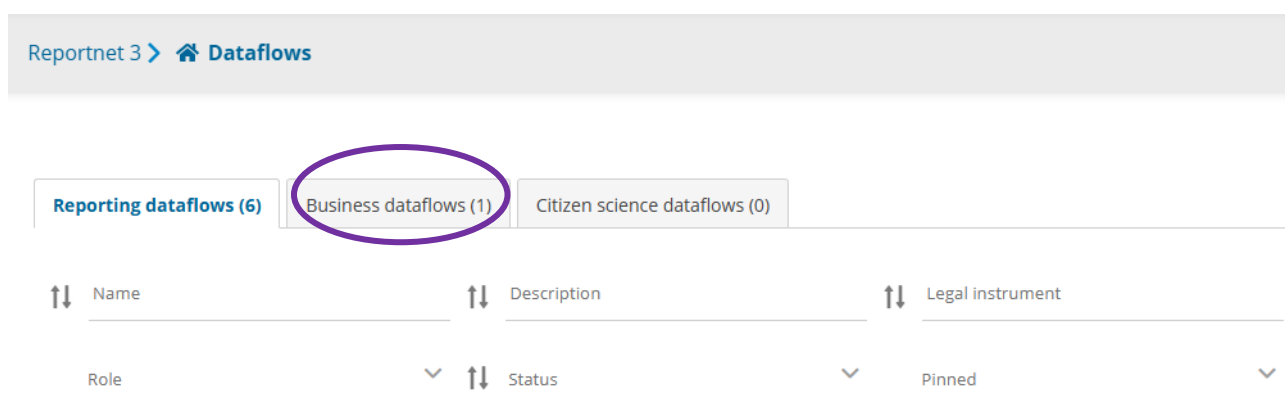 Reportnet 3 Dataflows
Reporting dataflows (6) Business dataflows (1) Citizen science dataflows (0)
Name Description Legal instrument
Role Status Pinned